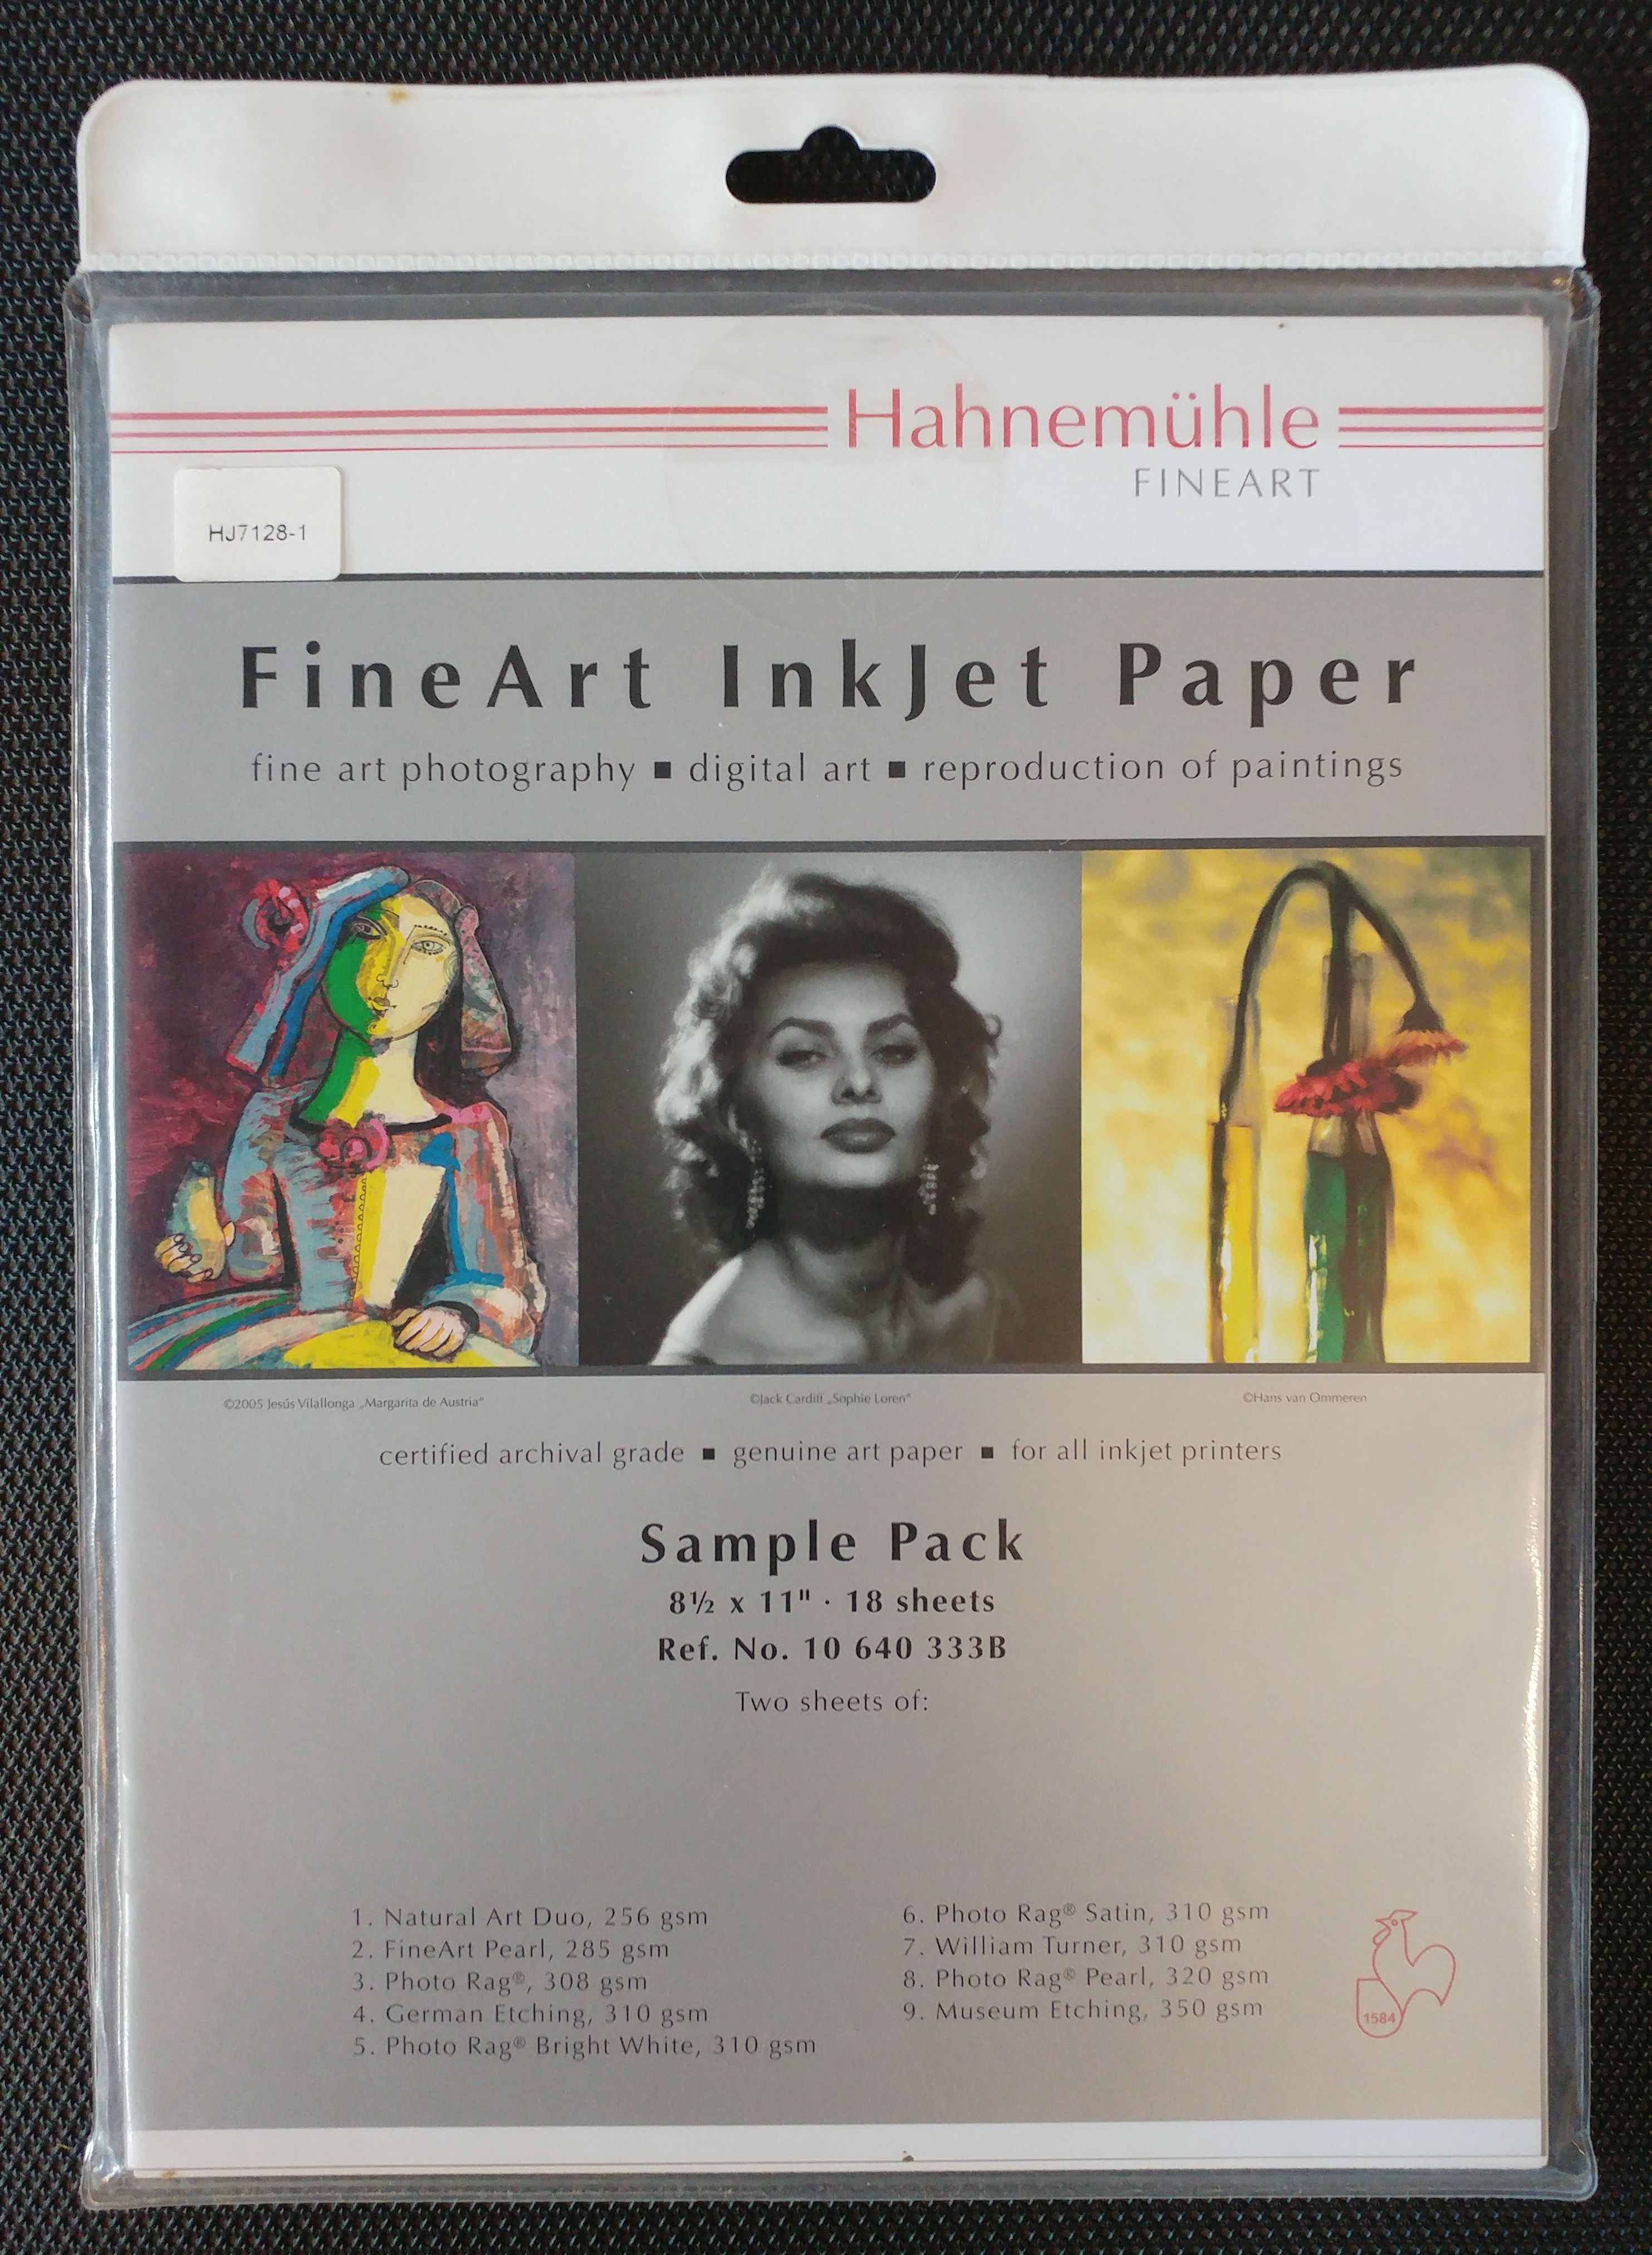 Hahnemühle
FINEART
HJ7128-1
FineArt InkJet Paper
fine art photography ■ digital art ■ reproduction of paintings
©2005 Jesús Vilallonga „Margarita de Austria“
©Jack Cardiff „Sophie Loren“
©Hans van Ommeren
certified archival grade ■ genuine art paper ■ for all inkjet printers
Sample Pack
8½ x 11" · 18 sheets
Ref. No. 10 640 333B
Two sheets of:
1. Natural Art Duo, 256 gsm
2. FineArt Pearl, 285 gsm
3. Photo Rag®, 308 gsm
4. German Etching, 310 gsm
5. Photo Rag® Bright White, 310 gsm
6. Photo Rag® Satin, 310 gsm
7. William Turner, 310 gsm
8. Photo Rag® Pearl, 320 gsm
9. Museum Etching, 350 gsm
1584